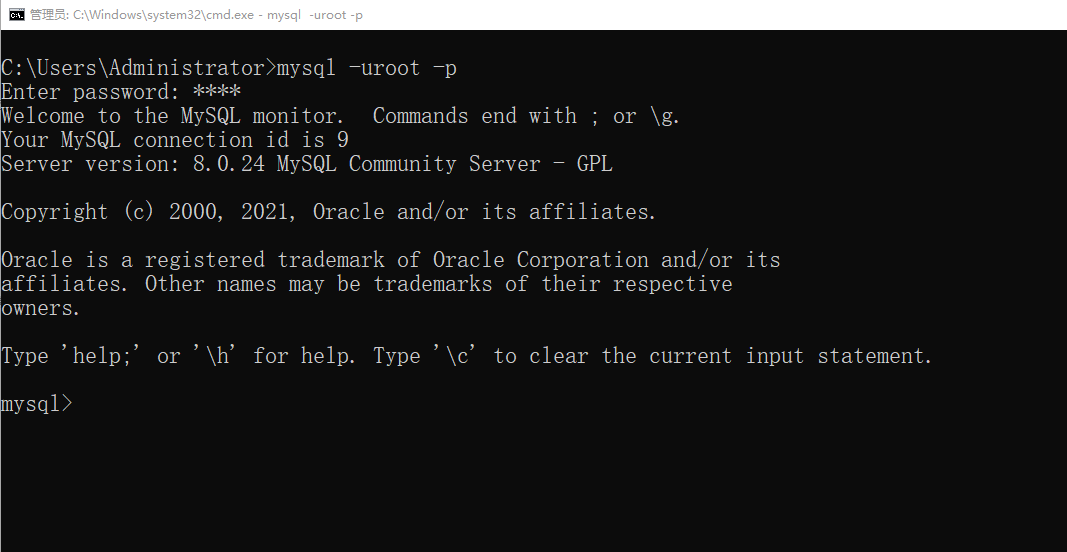 管理员: C:\Windows\system32\cmd.exe - mysql  -uroot -p
C:\Users\Administrator>mysql -uroot -p
Enter password: ****
Welcome to the MySQL monitor.  Commands end with ; or \g.
Your MySQL connection id is 9
Server version: 8.0.24 MySQL Community Server - GPL
Copyright (c) 2000, 2021, Oracle and/or its affiliates.
Oracle is a registered trademark of Oracle Corporation and/or its
affiliates. Other names may be trademarks of their respective
owners.
Type 'help;' or '\h' for help. Type '\c' to clear the current input statement.
mysql>